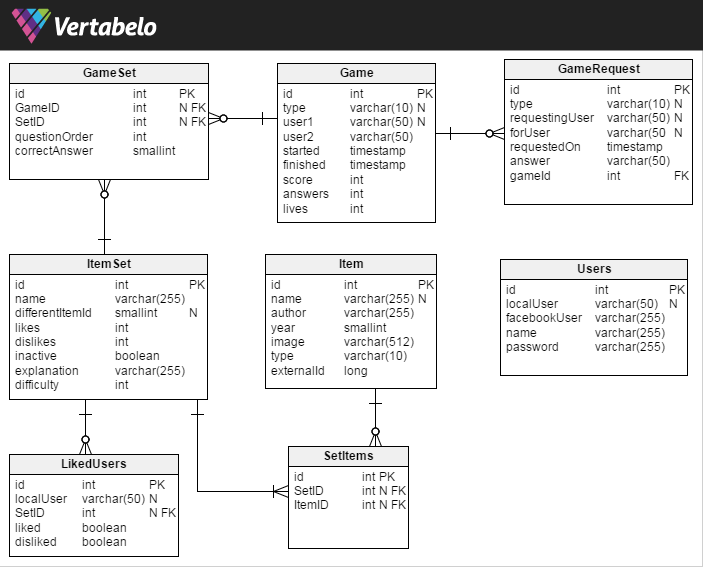 Vertabelo
GameSet
id int PK
GameID int N FK
SetID int N FK
questionOrder int
correctAnswer smallint
Game
id int PK
type varchar(10) N
user1 varchar(50) N
user2 varchar(50)
started timestamp
finished timestamp
score int
answers int
lives int
GameRequest
id int PK
type varchar(10) N
requestingUser varchar(50) N
forUser varchar(50 N
requestedOn timestamp
answer varchar(50)
gameId int FK
ItemSet
id int PK
name varchar(255)
differentItemId smallint N
likes int
dislikes int
inactive boolean
explanation varchar(255)
difficulty int
Item
id int PK
name varchar(255) N
author varchar(255)
year smallint
image varchar(512)
type varchar(10)
externalId long
Users
id int PK
localUser varchar(50) N
facebookUser varchar(255)
name varchar(255)
password varchar(255)
LikedUsers
id int PK
localUser varchar(50) N
SetID int N FK
liked boolean
disliked boolean
SetItems
id int PK
SetID int N FK
ItemID int N FK